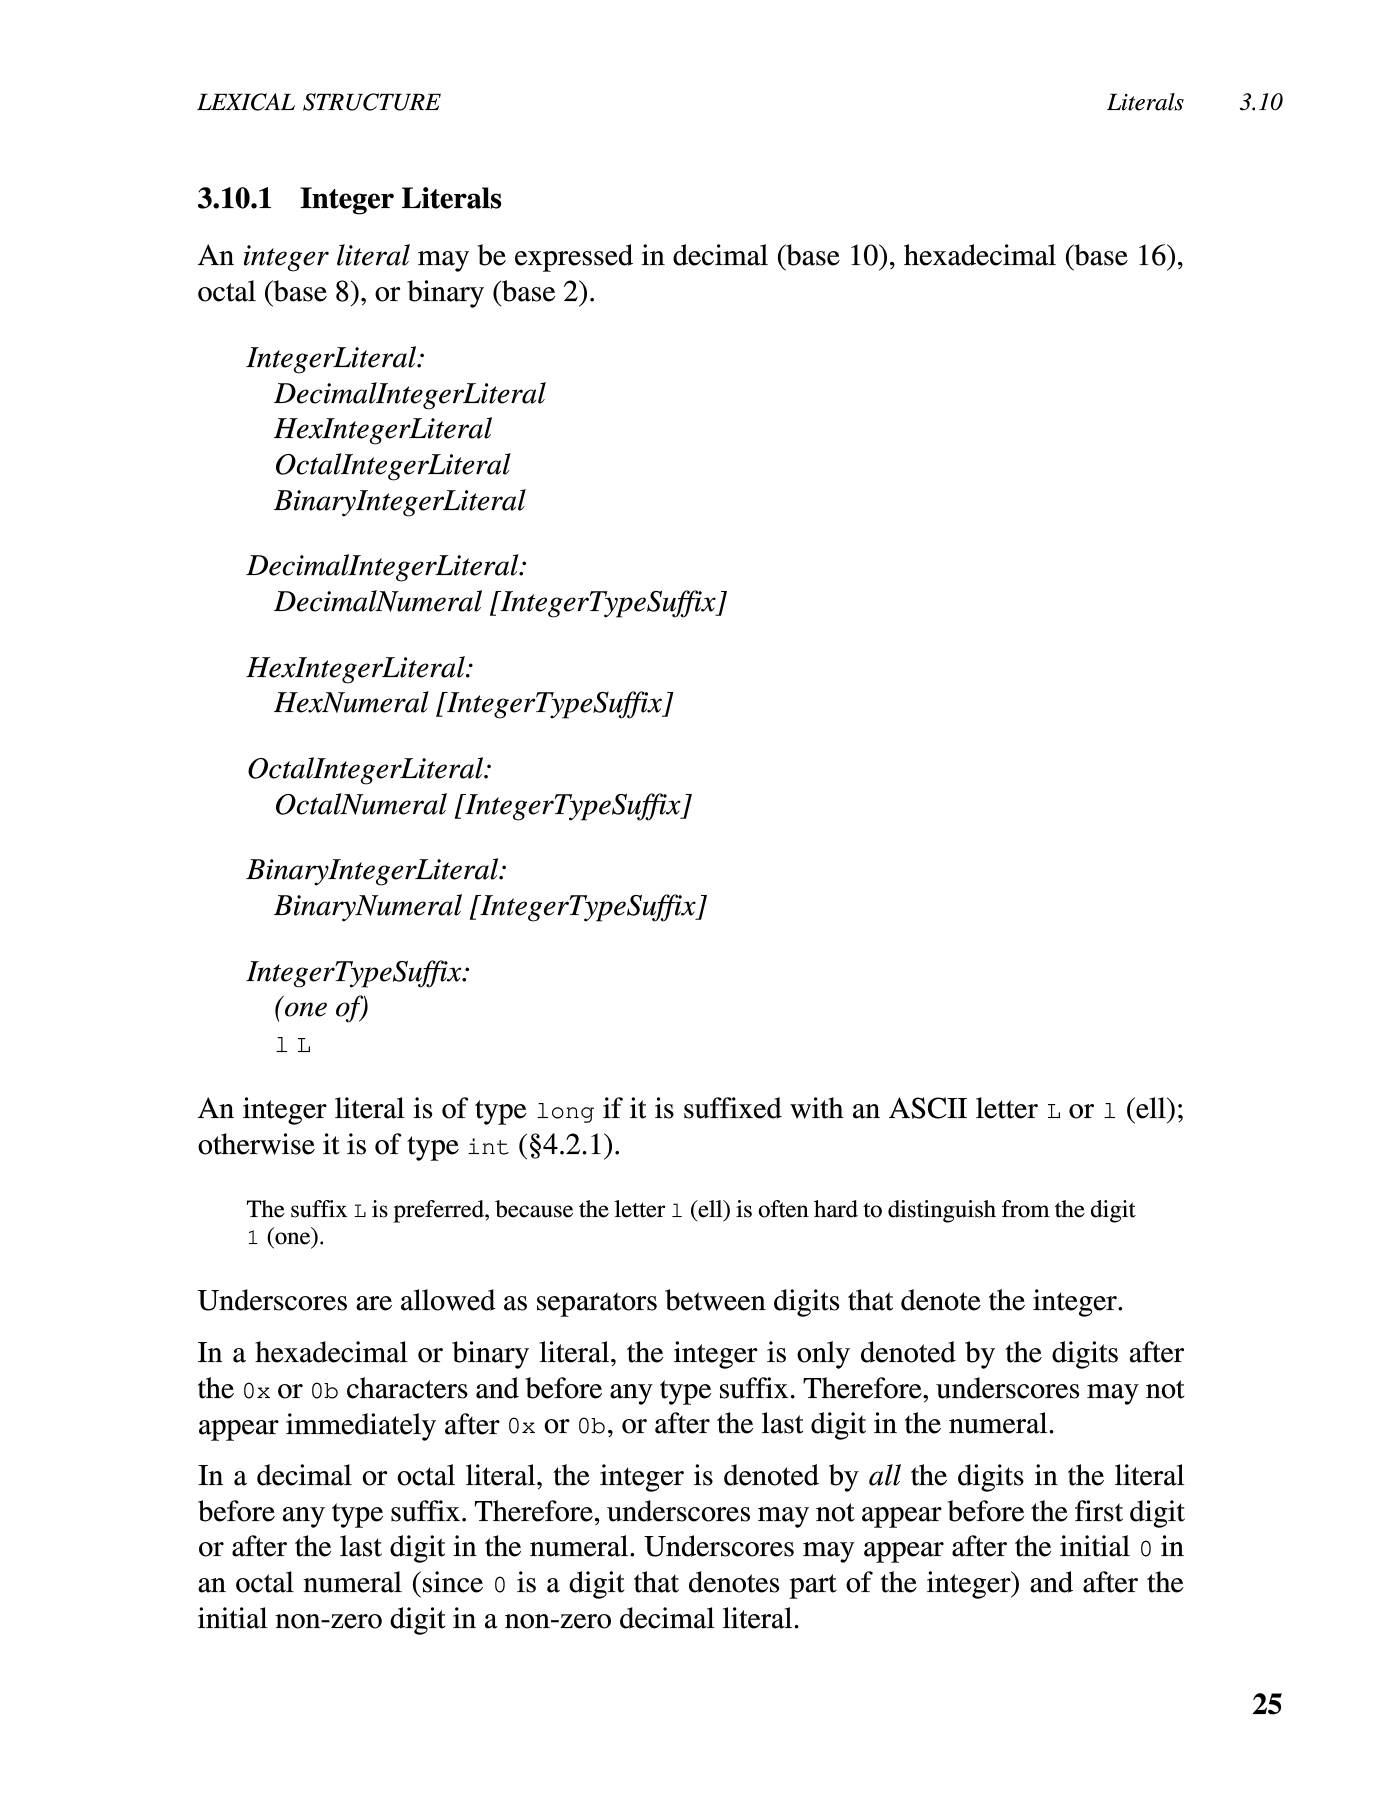 LEXICAL STRUCTURE Literals 3.10
3.10.1 Integer Literals
An integer literal may be expressed in decimal (base 10), hexadecimal (base 16),
octal (base 8), or binary (base 2).
IntegerLiteral:
DecimalIntegerLiteral
HexIntegerLiteral
OctalIntegerLiteral
BinaryIntegerLiteral
DecimalIntegerLiteral:
DecimalNumeral [IntegerTypeSuffix]
HexIntegerLiteral:
HexNumeral [IntegerTypeSuffix]
OctalIntegerLiteral:
OctalNumeral [IntegerTypeSuffix]
BinaryIntegerLiteral:
BinaryNumeral [IntegerTypeSuffix]
IntegerTypeSuffix:
(one of)
l L
An integer literal is of type long if it is suffixed with an ASCII letter L or l (ell);
otherwise it is of type int (§4.2.1).
The suffix L is preferred, because the letter l (ell) is often hard to distinguish from the digit
1 (one).
Underscores are allowed as separators between digits that denote the integer.
In a hexadecimal or binary literal, the integer is only denoted by the digits after
the 0x or 0b characters and before any type suffix. Therefore, underscores may not
appear immediately after 0x or 0b, or after the last digit in the numeral.
In a decimal or octal literal, the integer is denoted by all the digits in the literal
before any type suffix. Therefore, underscores may not appear before the first digit
or after the last digit in the numeral. Underscores may appear after the initial 0 in
an octal numeral (since 0 is a digit that denotes part of the integer) and after the
initial non-zero digit in a non-zero decimal literal.
25